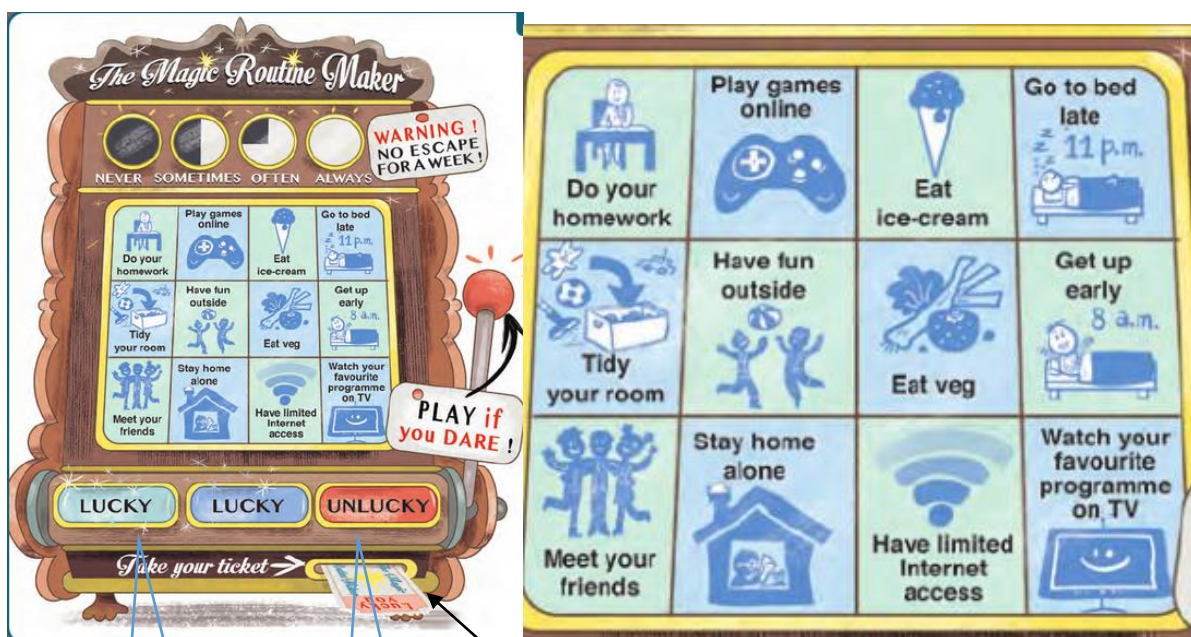 The Magic Routine Maker
WARNING !
NO ESCAPE
FOR A WEEK !
NEVER SOMETIMES OFTEN ALWAYS
Do your
homework
Play games
online
Eat
ice-cream
Go to bed
late
z z z 11 p.m.
Tidy
your room
Have fun
outside
Eat veg
Get up
early
8 a.m.
Meet your
friends
Stay home
alone
Have limited
Internet
access
Watch your
favourite
programme
on TV
PLAY if
you DARE !
LUCKY LUCKY UNLUCKY
Take your ticket
Lucky
You
Do your
homework
Play games
online
Eat
ice-cream
Go to bed
late
z z z 11 p.m.
Tidy
your room
Have fun
outside
Eat veg
Get up
early
8 a.m.
Meet your
friends
Stay home
alone
Have limited
Internet
access
Watch your
favourite
programme
on TV